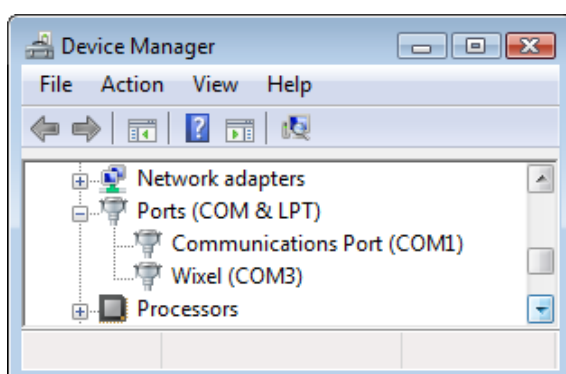 Device Manager
File Action View Help
Network adapters
Ports (COM & LPT)
Communications Port (COM1)
Wixel (COM3)
Processors